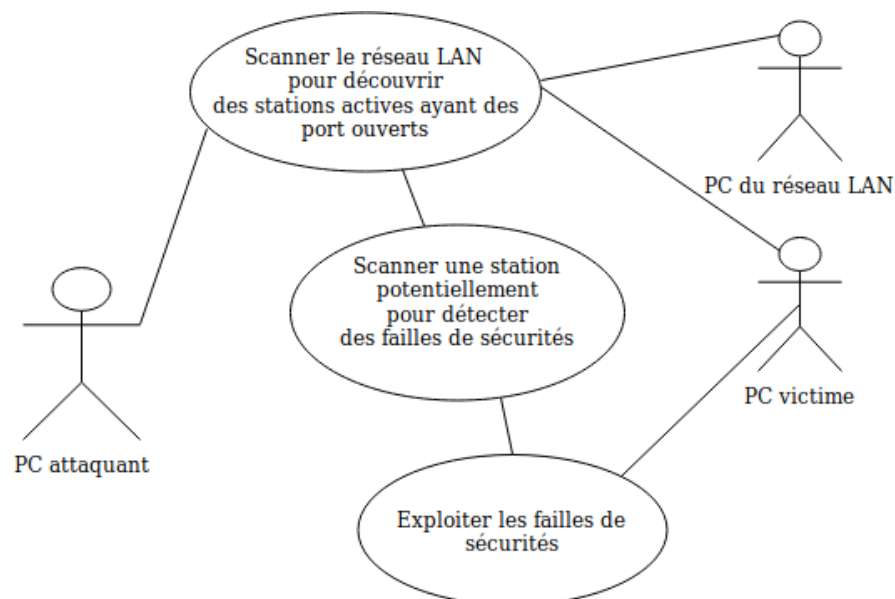 Scanner le réseau LAN
pour découvrir
des stations actives ayant des
port ouverts
PC du réseau LAN
Scanner une station
potentiellement
pour détecter
des failles de sécurités
PC victime
PC attaquant
Exploiter les failles de
sécurités